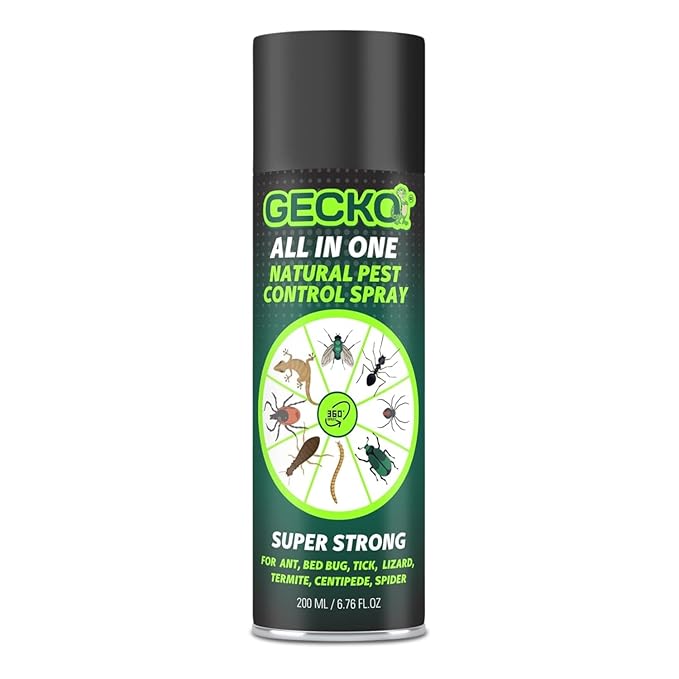 GECKO®
ALL IN ONE
NATURAL PEST
CONTROL SPRAY
360°
SUPER STRONG
FOR ANT, BED BUG, TICK, LIZARD,
TERMITE, CENTIPEDE, SPIDER
200 ML / 6.76 FL.OZ